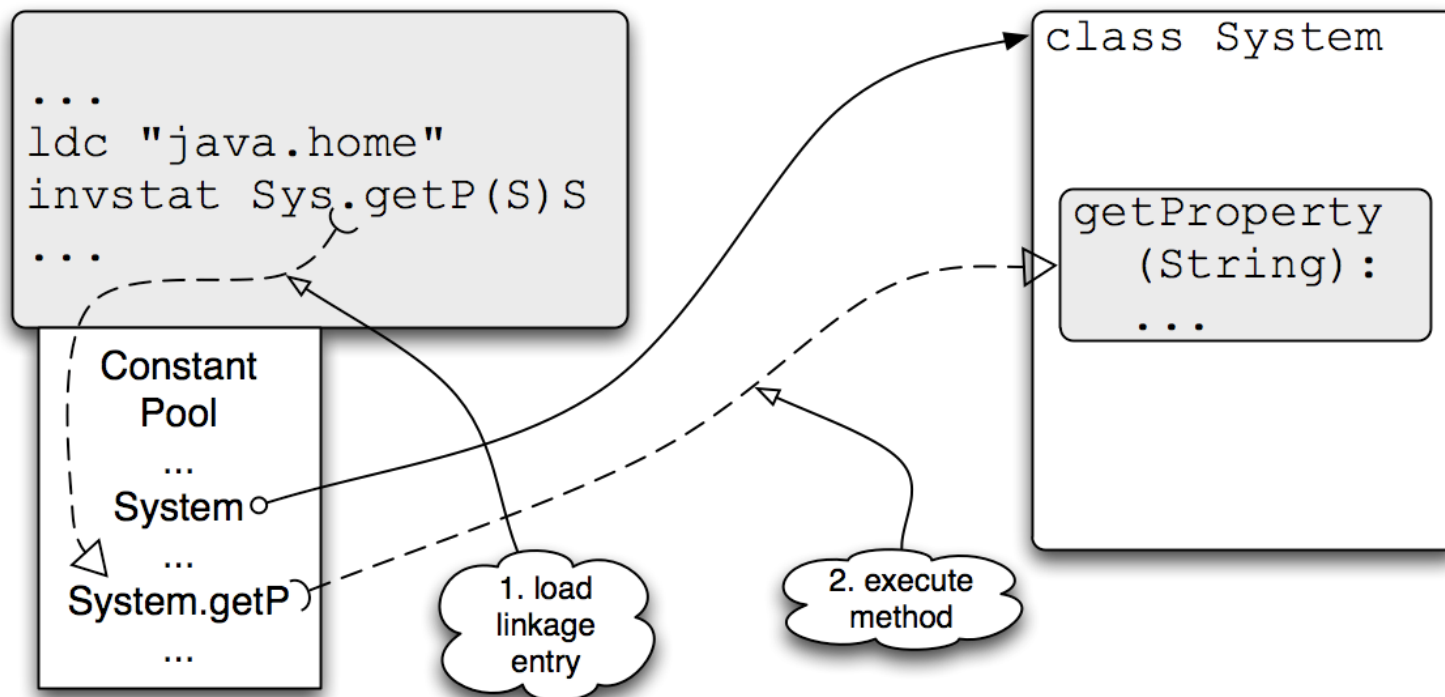 ...
ldc "java.home"
invstat Sys.getP(S)S
...
Constant
Pool
...
System
...
System.getP
...
1. load
linkage
entry
2. execute
method
class System
getProperty
(String):
...